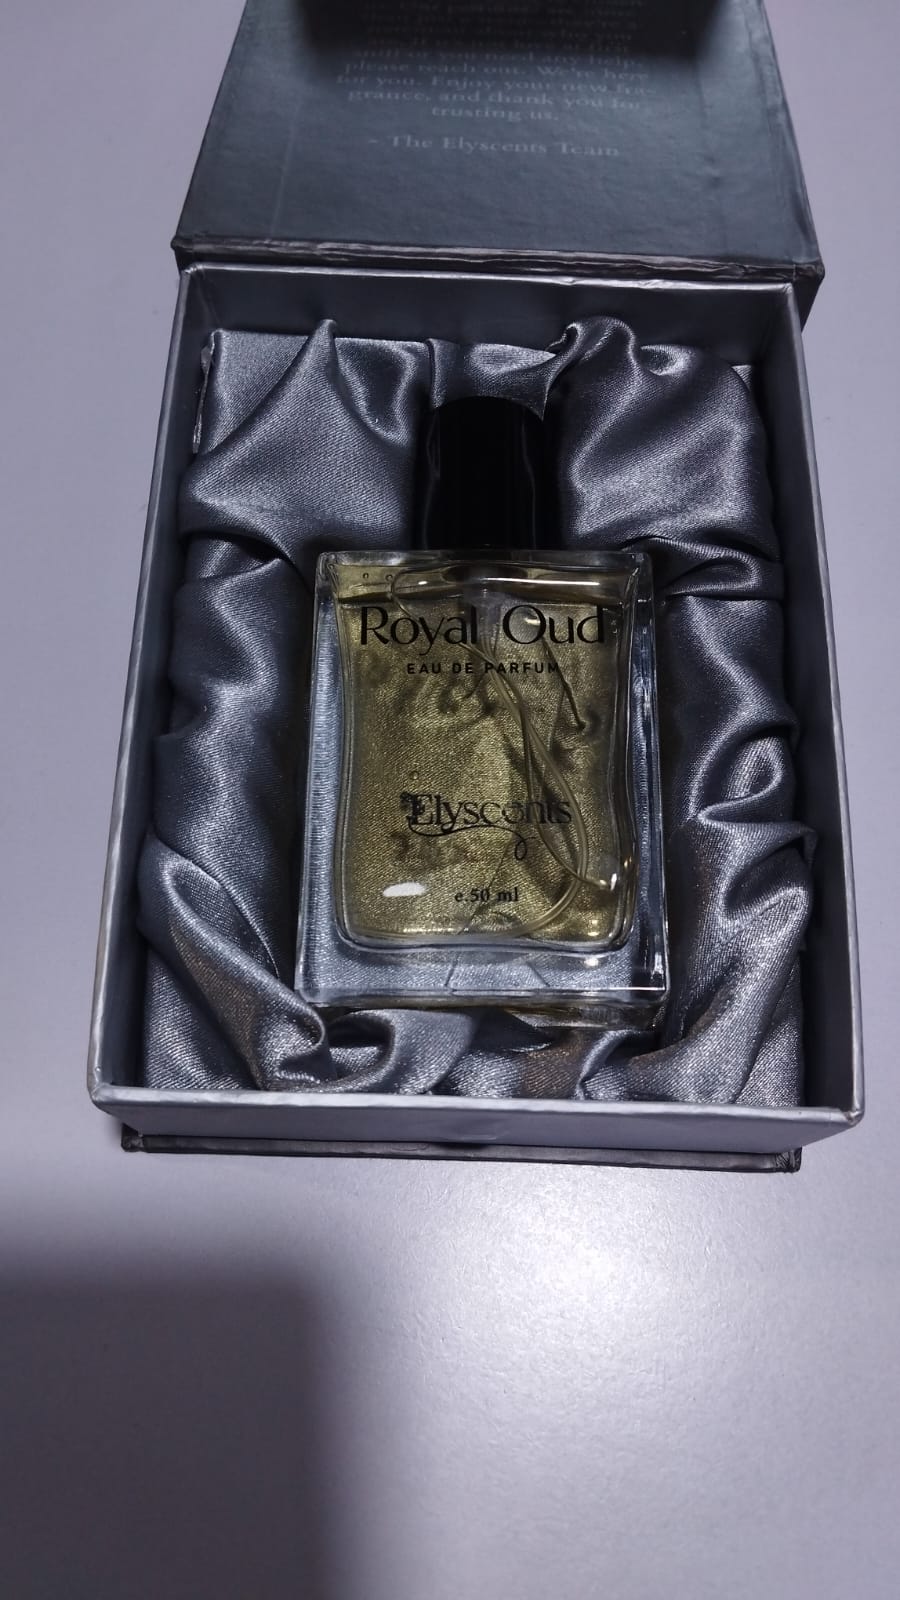 please reach out. We're here
for you. Enjoy your new fra-
grance, and thank you for
trusting us.
- The Elyscents Team
Royal Oud
EAU DE PARFUM
Elyscents
e.50 ml